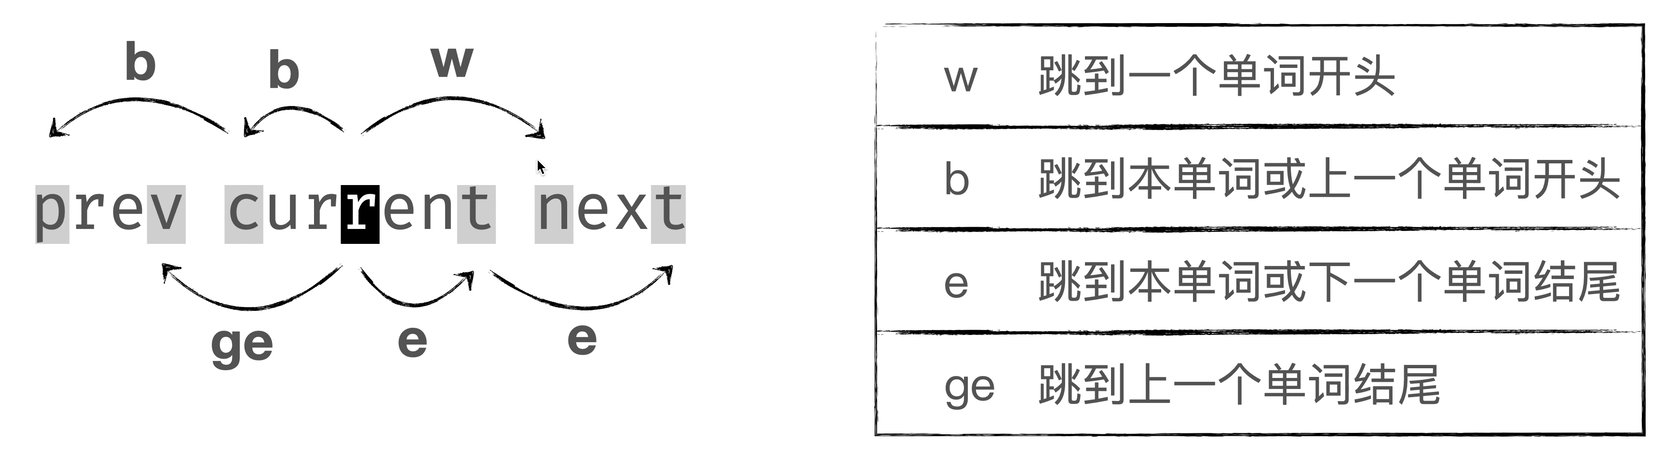 b b w
prev current next
ge e e
w 跳到一个单词开头
b 跳到本单词或上一个单词开头
e 跳到本单词或下一个单词结尾
ge 跳到上一个单词结尾